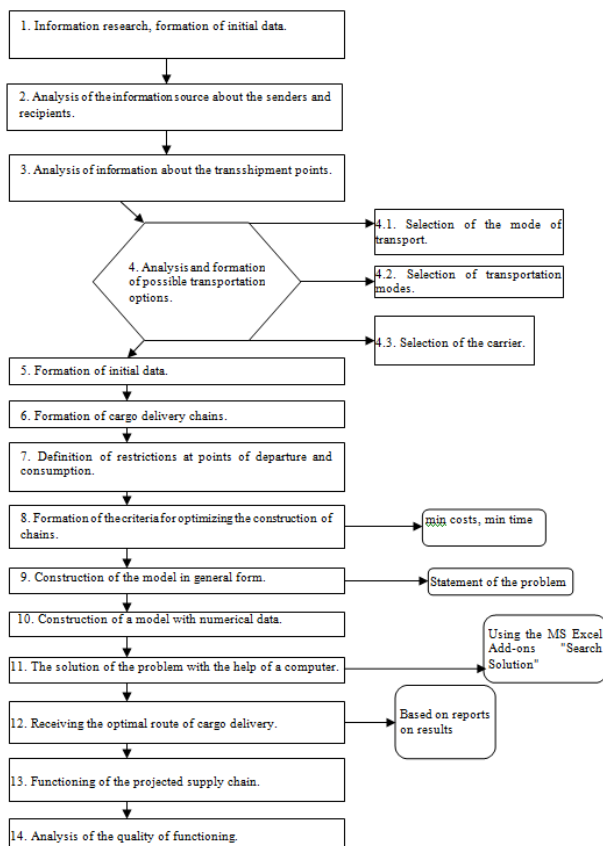 1. Information research, formation of initial data.
2. Analysis of the information source about the senders and
recipients.
3. Analysis of information about the transshipment points.
4. Analysis and formation
of possible transportation
options.
4.1. Selection of the mode of
transport.
4.2. Selection of transportation
modes.
4.3. Selection of the carrier.
5. Formation of initial data.
6. Formation of cargo delivery chains.
7. Definition of restrictions at points of departure and
consumption.
8. Formation of the criteria for optimizing the construction of
chains.
min costs, min time
9. Construction of the model in general form.
Statement of the problem
10. Construction of a model with numerical data.
11. The solution of the problem with the help of a computer.
Using the MS Excel
Add-ons "Search
Solution"
12. Receiving the optimal route of cargo delivery.
Based on reports
on results
13. Functioning of the projected supply chain.
14. Analysis of the quality of functioning.